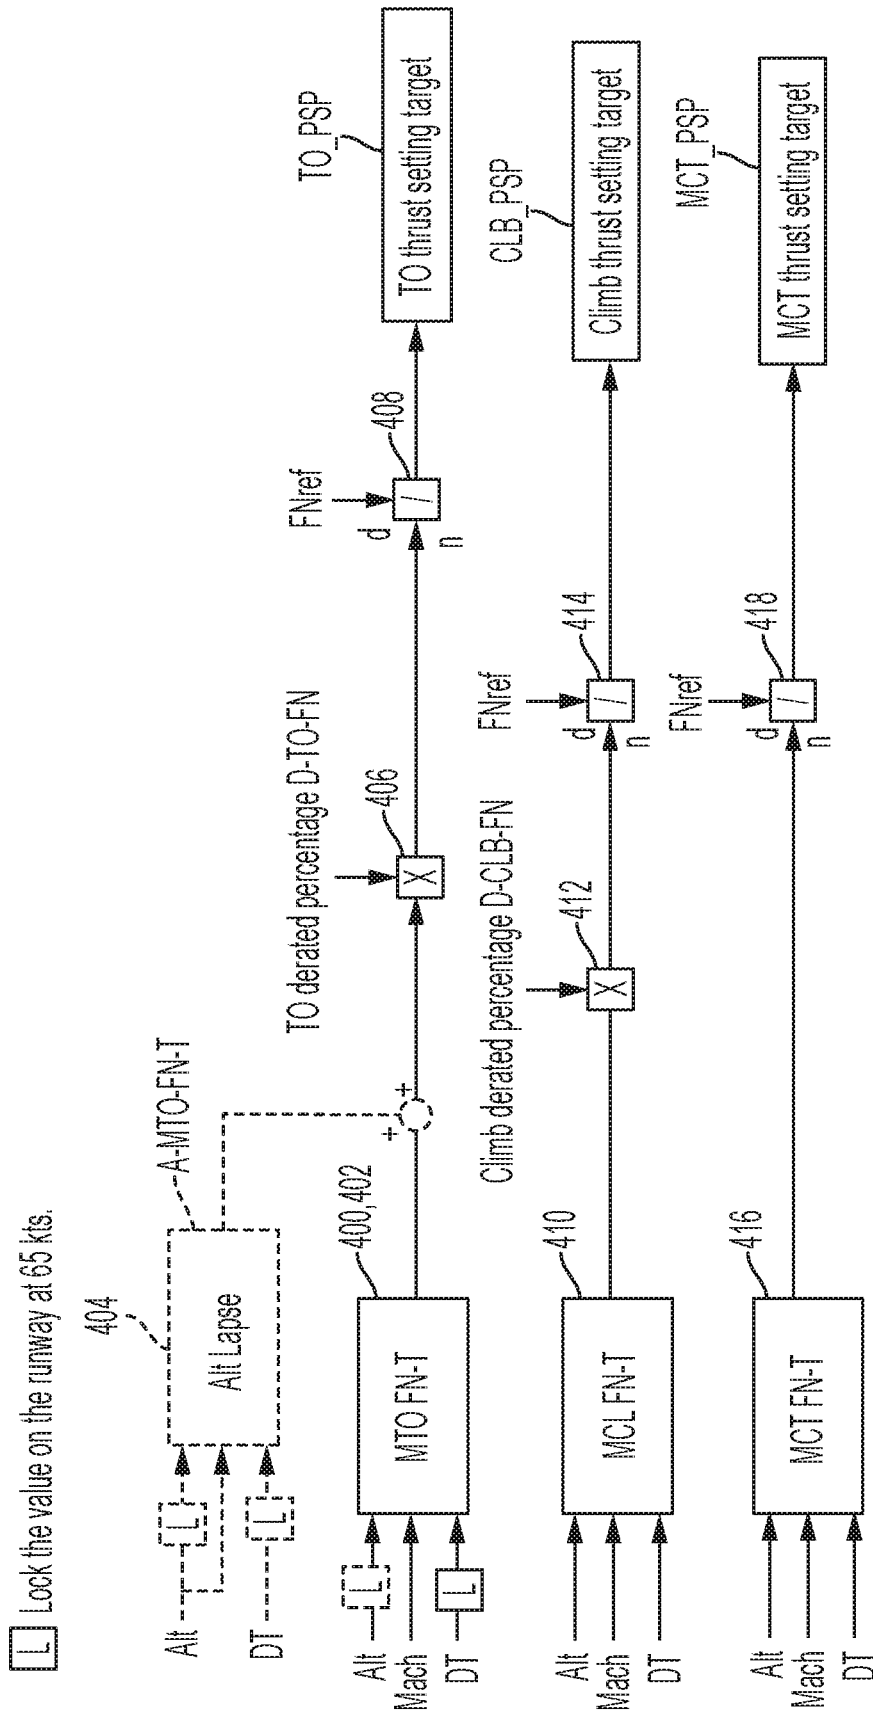 L Lock the value on the runway at 65 kts.
404
A-MTO-FN-T
Alt
DT
L
L
Alt Lapse
+
+
TO derated percentage D-TO-FN
406
X
FNref
d
n
408
/
TO_PSP
TO thrust setting target
Alt
Mach
DT
L
L
400,402
MTO FN-T
Climb derated percentage D-CLB-FN
412
X
FNref
d
n
414
/
CLB_PSP
Climb thrust setting target
Alt
Mach
DT
410
MCL FN-T
FNref
d
n
418
/
MCT_PSP
MCT thrust setting target
Alt
Mach
DT
416
MCT FN-T